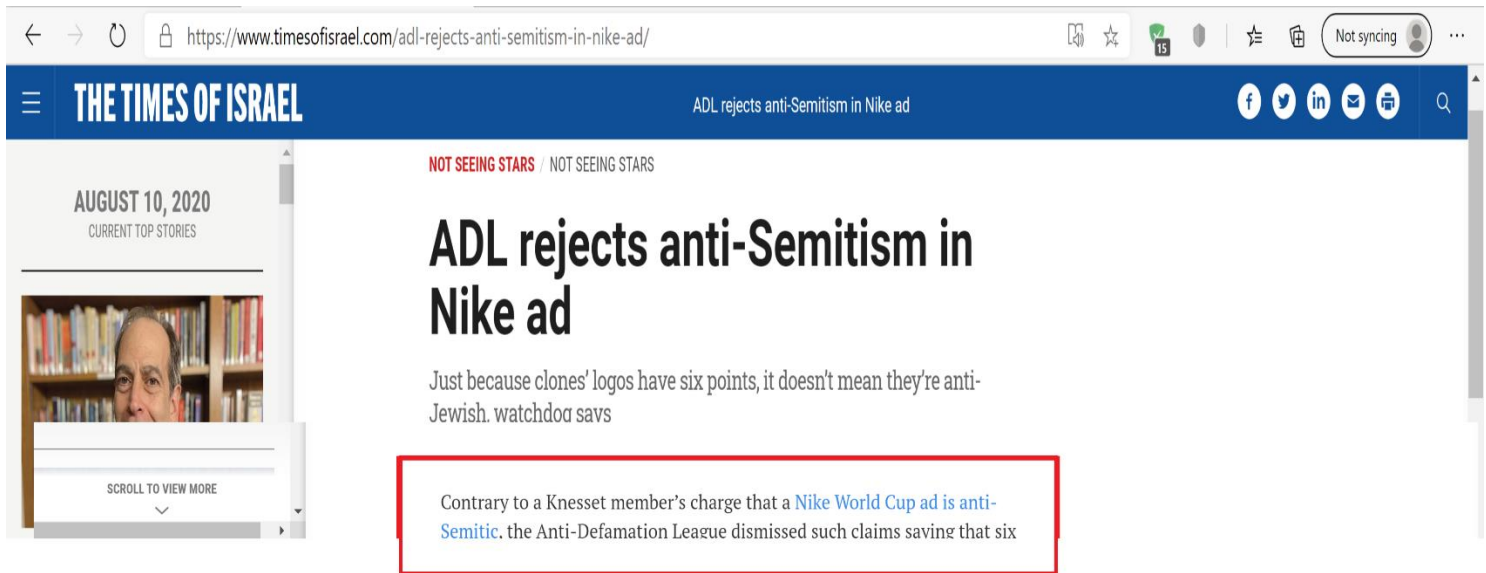 https://www.timesofisrael.com/adl-rejects-anti-semitism-in-nike-ad/
15
Not syncing
THE TIMES OF ISRAEL
ADL rejects anti-Semitism in Nike ad
NOT SEEING STARS / NOT SEEING STARS
AUGUST 10, 2020
CURRENT TOP STORIES
ADL rejects anti-Semitism in
Nike ad
Just because clones' logos have six points, it doesn't mean they're anti-
Jewish, watchdog says
SCROLL TO VIEW MORE
Contrary to a Knesset member's charge that a Nike World Cup ad is anti-
Semitic, the Anti-Defamation League dismissed such claims saying that six